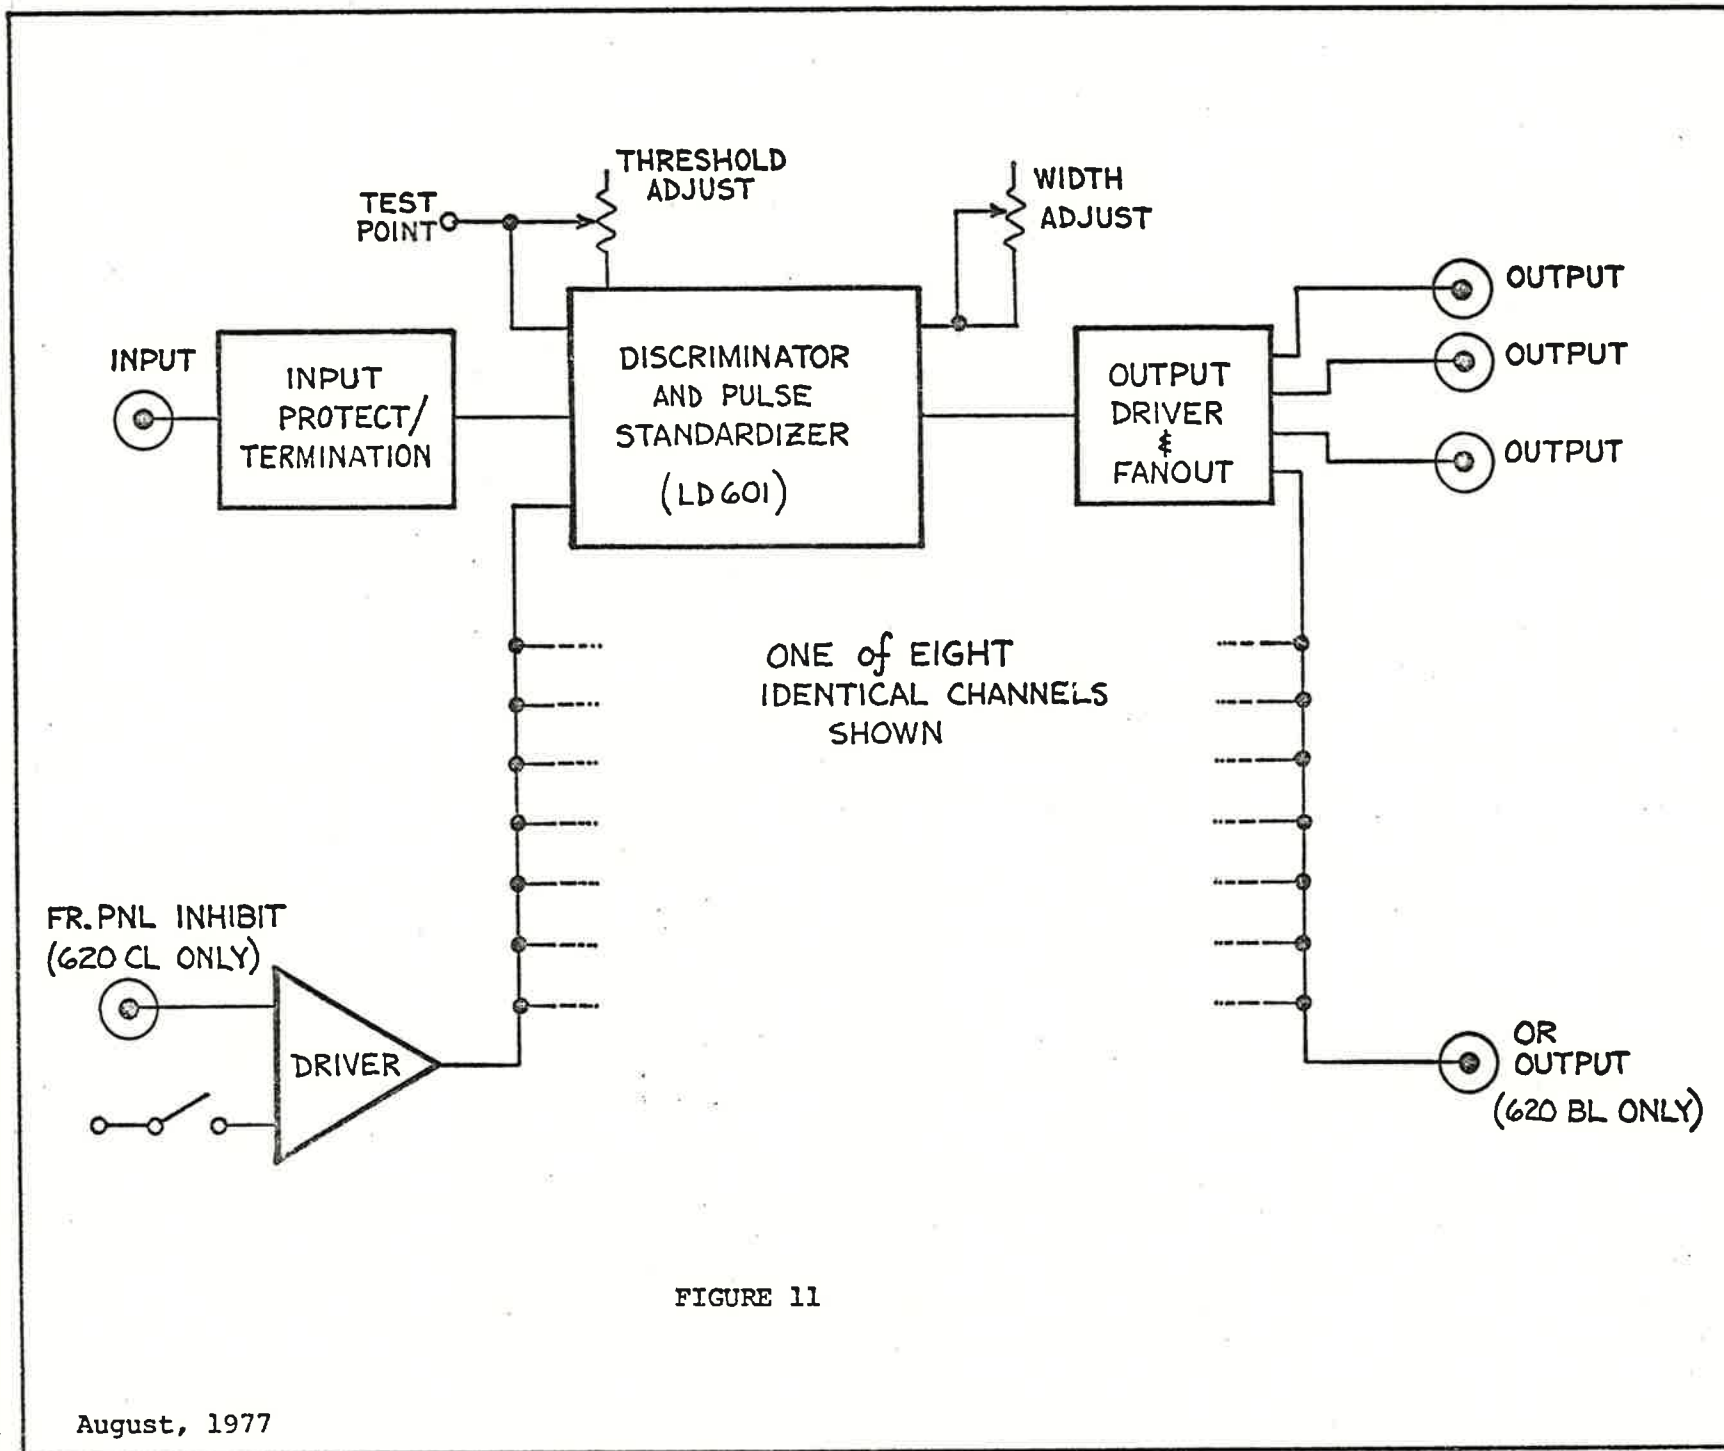 THRESHOLD
ADJUST
TEST
POINT
WIDTH
ADJUST
INPUT
INPUT
PROTECT/
TERMINATION
DISCRIMINATOR
AND PULSE
STANDARDIZER
(LD601)
OUTPUT
DRIVER
&
FANOUT
OUTPUT
OUTPUT
OUTPUT
ONE of EIGHT
IDENTICAL CHANNELS
SHOWN
FR. PNL INHIBIT
(620 CL ONLY)
DRIVER
OR
OUTPUT
(620 BL ONLY)
FIGURE 11
August, 1977